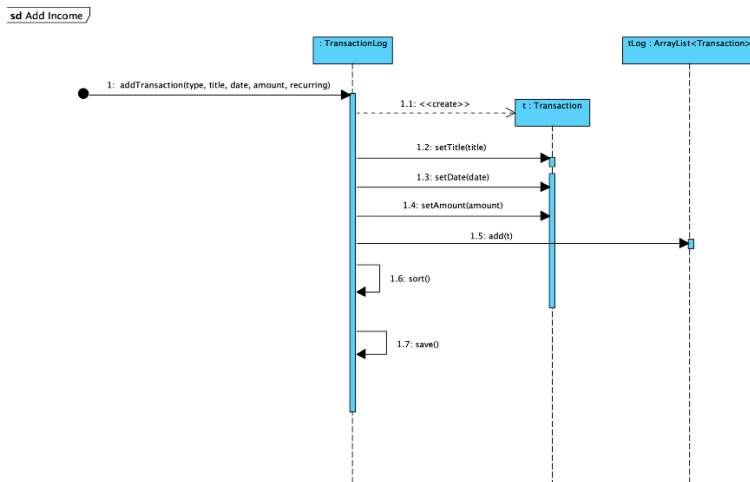 sd Add Income
: TransactionLog
tLog : ArrayList<Transaction>
1: addTransaction(type, title, date, amount, recurring)
1.1: <<create>>
t : Transaction
1.2: setTitle(title)
1.3: setDate(date)
1.4: setAmount(amount)
1.5: add(t)
1.6: sort()
1.7: save()